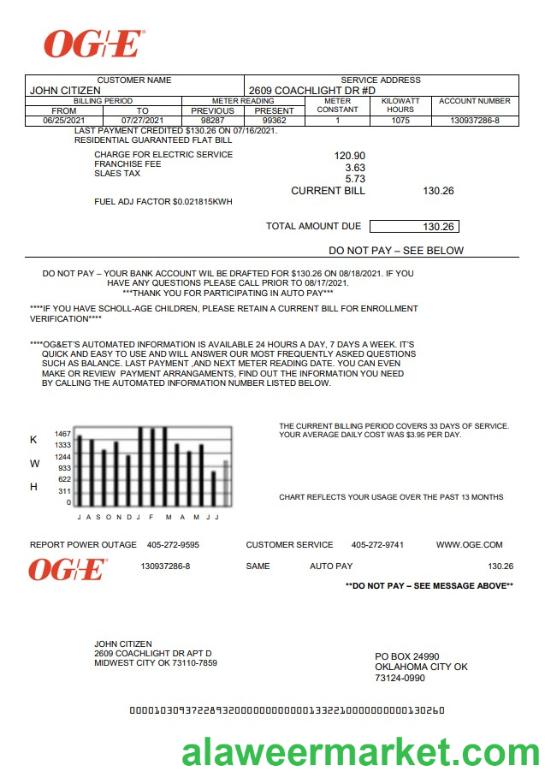 OG+E®
CUSTOMER NAME SERVICE ADDRESS
JOHN CITIZEN 2609 COACHLIGHT DR #D
BILLING PERIOD METER READING METER KILOWATT ACCOUNT NUMBER
FROM TO PREVIOUS PRESENT CONSTANT HOURS
06/25/2021 07/27/2021 98287 99362 1 1075 130937286-8
LAST PAYMENT CREDITED $130.26 ON 07/16/2021.
RESIDENTIAL GUARANTEED FLAT BILL
CHARGE FOR ELECTRIC SERVICE 120.90
FRANCHISE FEE 3.63
SLAES TAX 5.73
CURRENT BILL 130.26
FUEL ADJ FACTOR $0.021815KWH
TOTAL AMOUNT DUE 130.26
DO NOT PAY – SEE BELOW
DO NOT PAY – YOUR BANK ACCOUNT WIL BE DRAFTED FOR $130.26 ON 08/18/2021. IF YOU
HAVE ANY QUESTIONS PLEASE CALL PRIOR TO 08/17/2021.
***THANK YOU FOR PARTICIPATING IN AUTO PAY***
****IF YOU HAVE SCHOLL-AGE CHILDREN, PLEASE RETAIN A CURRENT BILL FOR ENROLLMENT
VERIFICATION****
****OG&ET'S AUTOMATED INFORMATION IS AVAILABLE 24 HOURS A DAY, 7 DAYS A WEEK. IT'S
QUICK AND EASY TO USE AND WILL ANSWER OUR MOST FREQUENTLY ASKED QUESTIONS
SUCH AS BALANCE. LAST PAYMENT ,AND NEXT METER READING DATE. YOU CAN EVEN
MAKE OR REVIEW PAYMENT ARRANGAMENTS, FIND OUT THE INFORMATION YOU NEED
BY CALLING THE AUTOMATED INFORMATION NUMBER LISTED BELOW.
THE CURRENT BILLING PERIOD COVERS 33 DAYS OF SERVICE.
YOUR AVERAGE DAILY COST WAS $3.95 PER DAY.
K
W
H
1467
1333
1244
933
622
311
0
J A S O N D J F M A M J J
CHART REFLECTS YOUR USAGE OVER THE PAST 13 MONTHS
REPORT POWER OUTAGE 405-272-9595 CUSTOMER SERVICE 405-272-9741 WWW.OGE.COM
OG+E® 130937286-8 SAME AUTO PAY 130.26
**DO NOT PAY – SEE MESSAGE ABOVE**
JOHN CITIZEN
2609 COACHLIGHT DR APT D
MIDWEST CITY OK 73110-7859
PO BOX 24990
OKLAHOMA CITY OK
73124-0990
alaweermarket.com